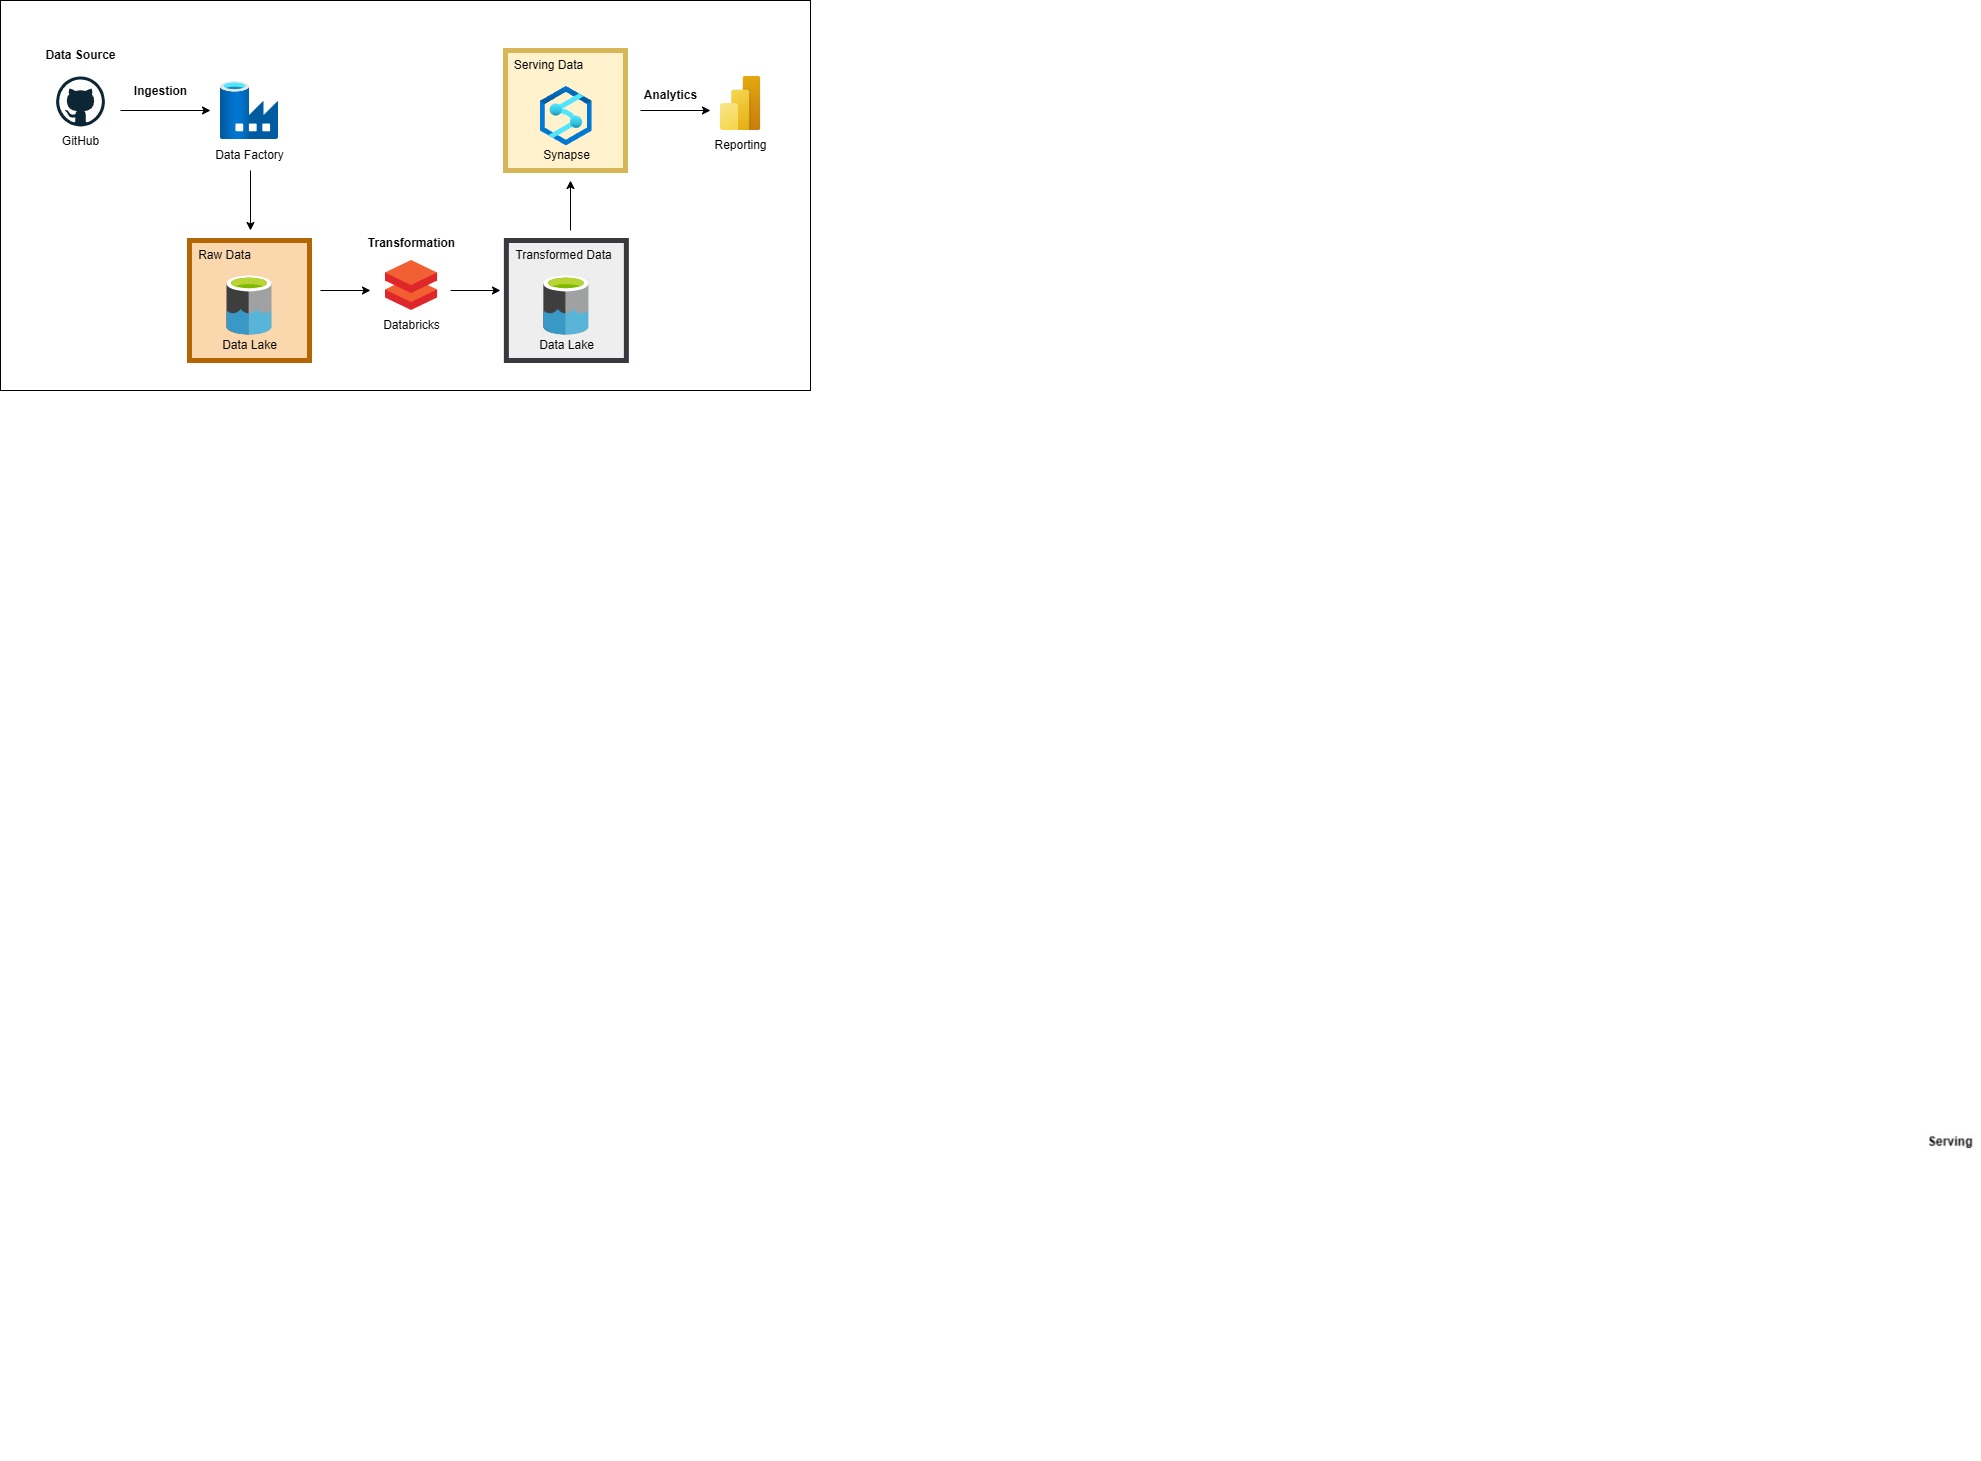 Data Source
Ingestion
GitHub
Data Factory
Serving Data
Synapse
Analytics
Reporting
Raw Data
Data Lake
Transformation
Databricks
Transformed Data
Data Lake
Serving